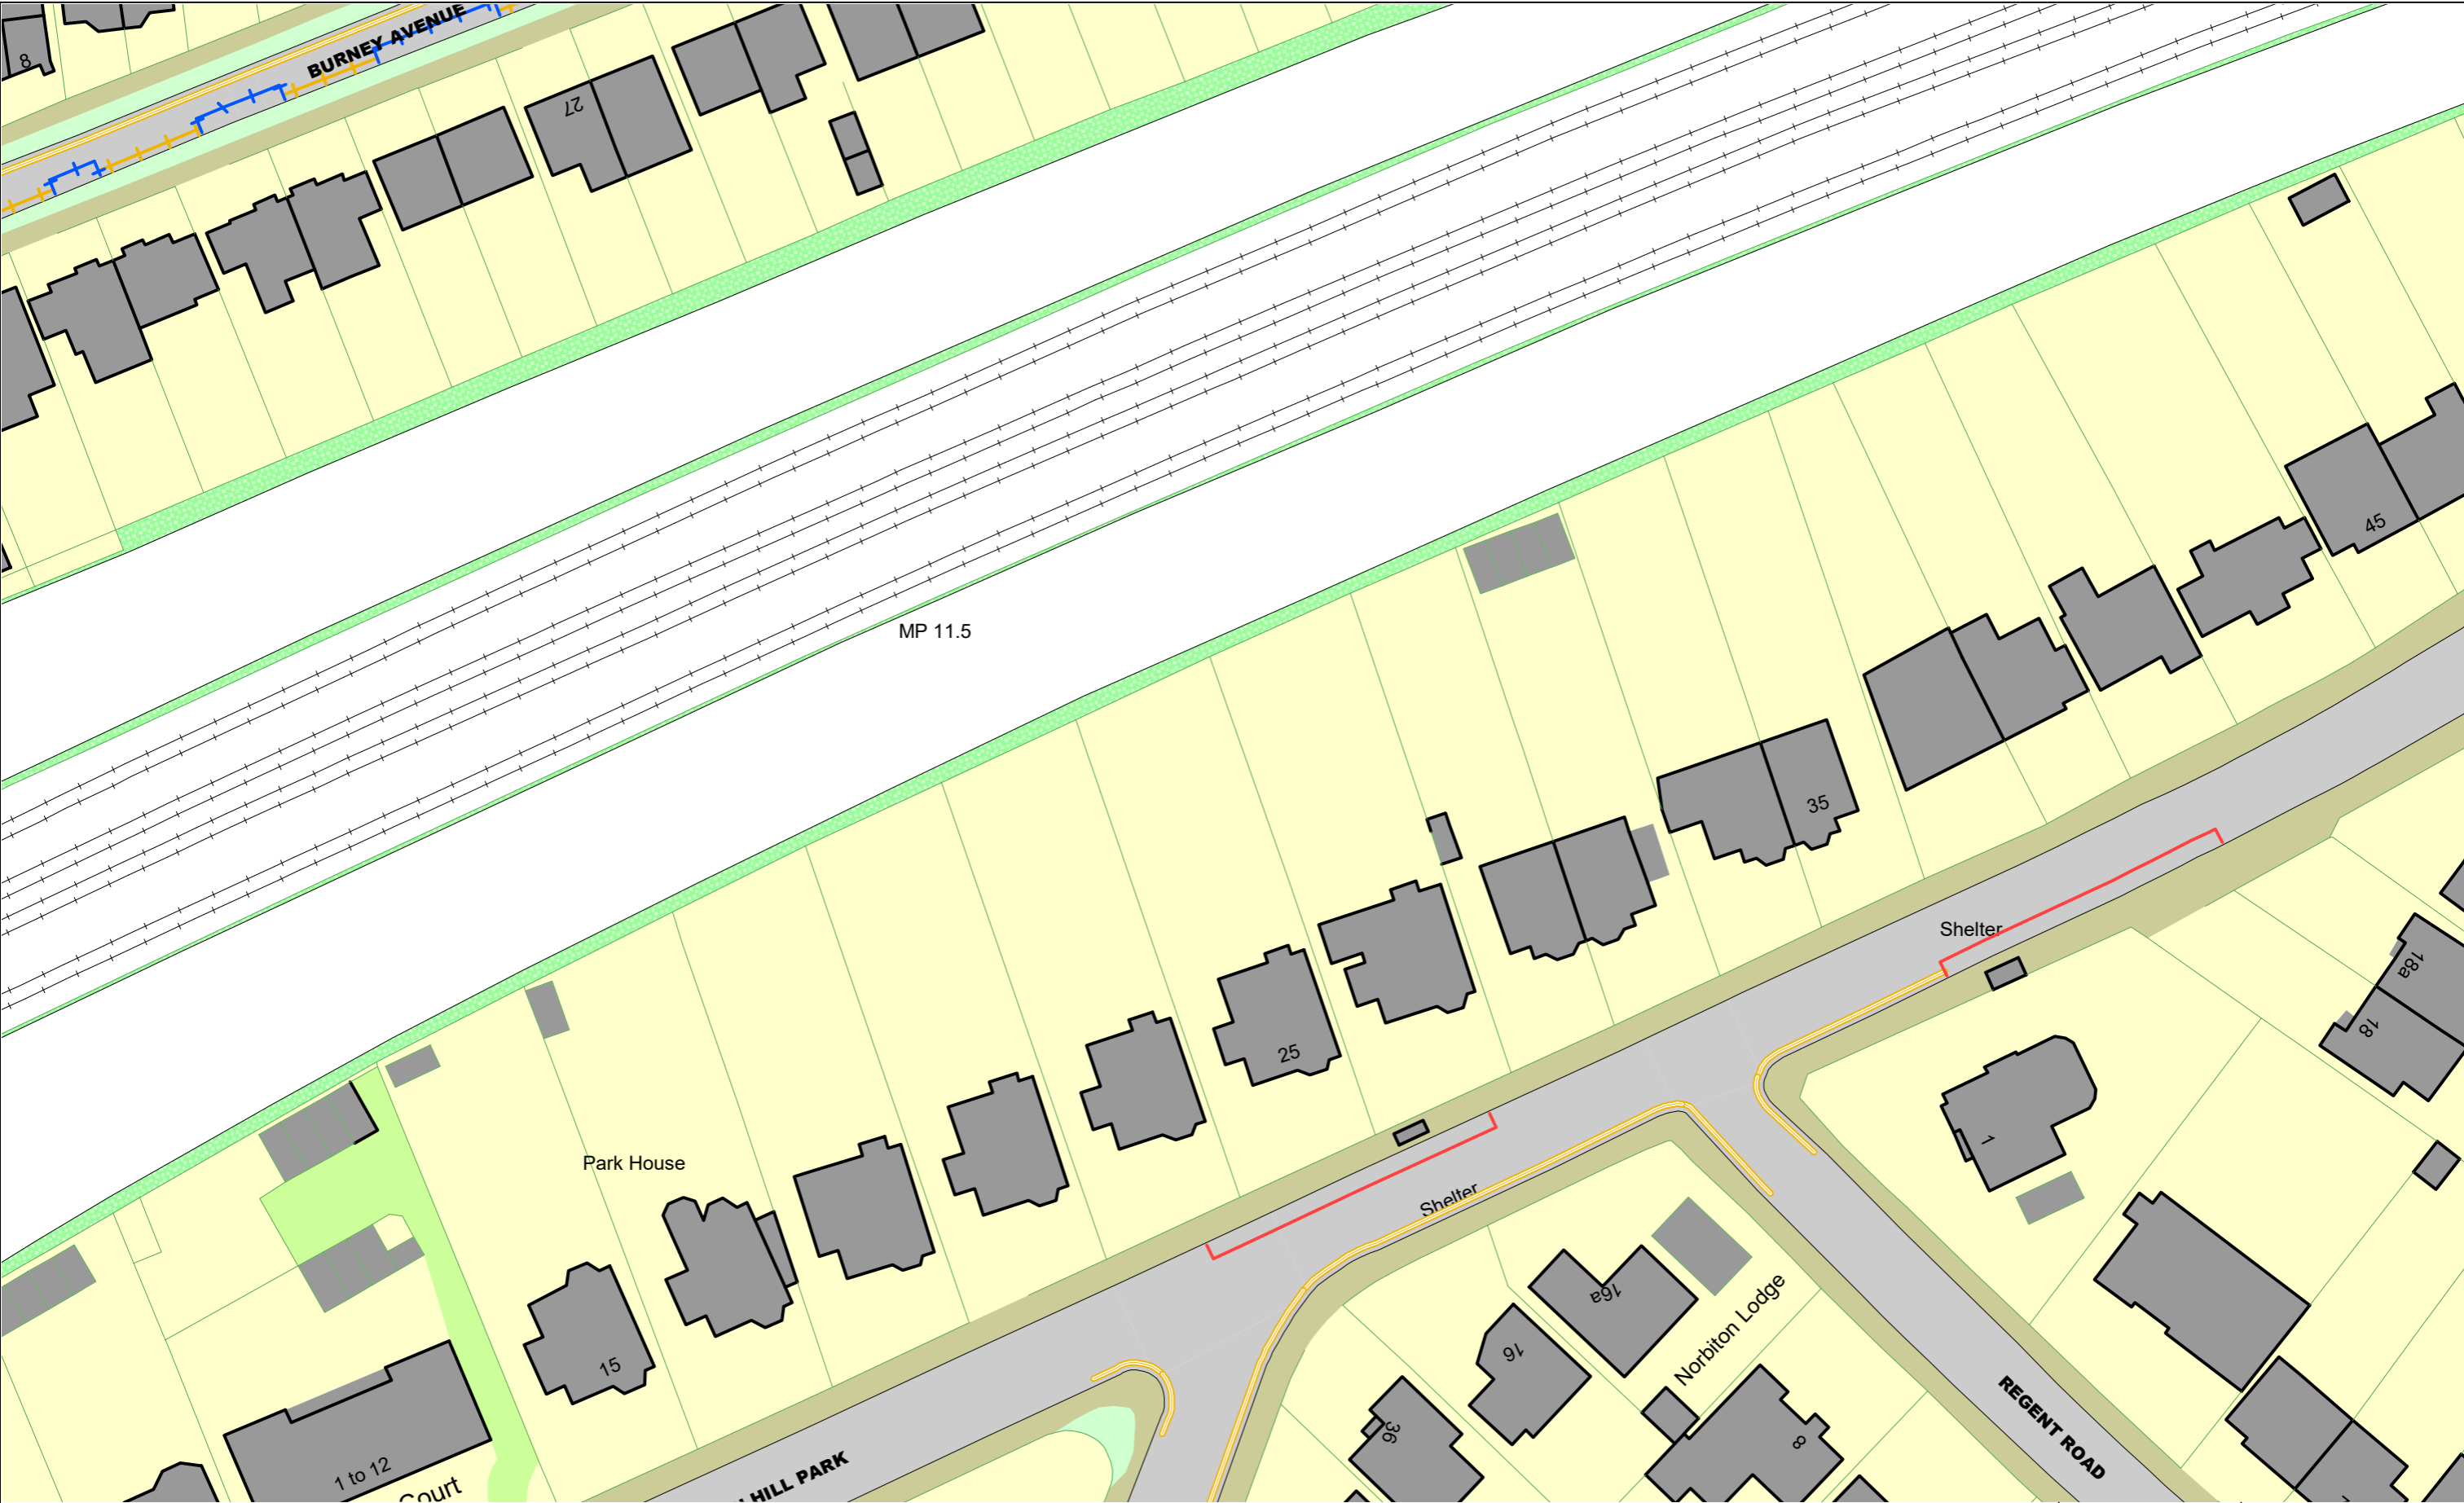 BURNEY AVENUE
8
27
MP 11.5
45
35
Shelter
18a
18
25
1
Park House
Shelter
16a
16
Norbiton Lodge
15
36
8
REGENT ROAD
1 to 12
HILL PARK
Court